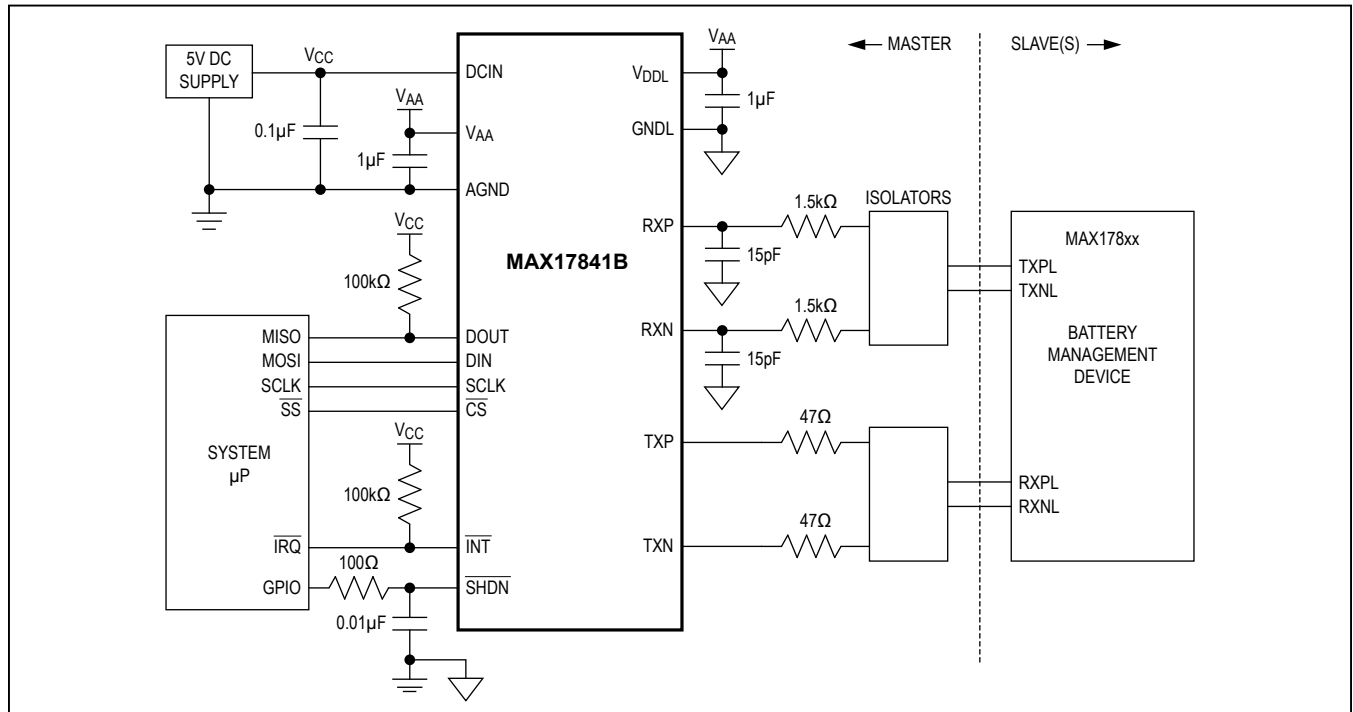 5V DC
SUPPLY
VCC
0.1µF
VAA
1µF
DCIN
VAA
AGND
VCC
100kΩ
MAX17841B
VDDL
GNDL
VAA
1µF
MASTER
SLAVE(S)
RXP
1.5kΩ
15pF
RXN
1.5kΩ
15pF
ISOLATORS
MAX178xx
TXPL
TXNL
BATTERY
MANAGEMENT
DEVICE
RXPL
RXNL
MISO
MOSI
SCLK
SS
SYSTEM
µP
IRQ
GPIO
DOUT
DIN
SCLK
CS
VCC
100kΩ
INT
100Ω
SHDN
0.01µF
TXP
47Ω
TXN
47Ω